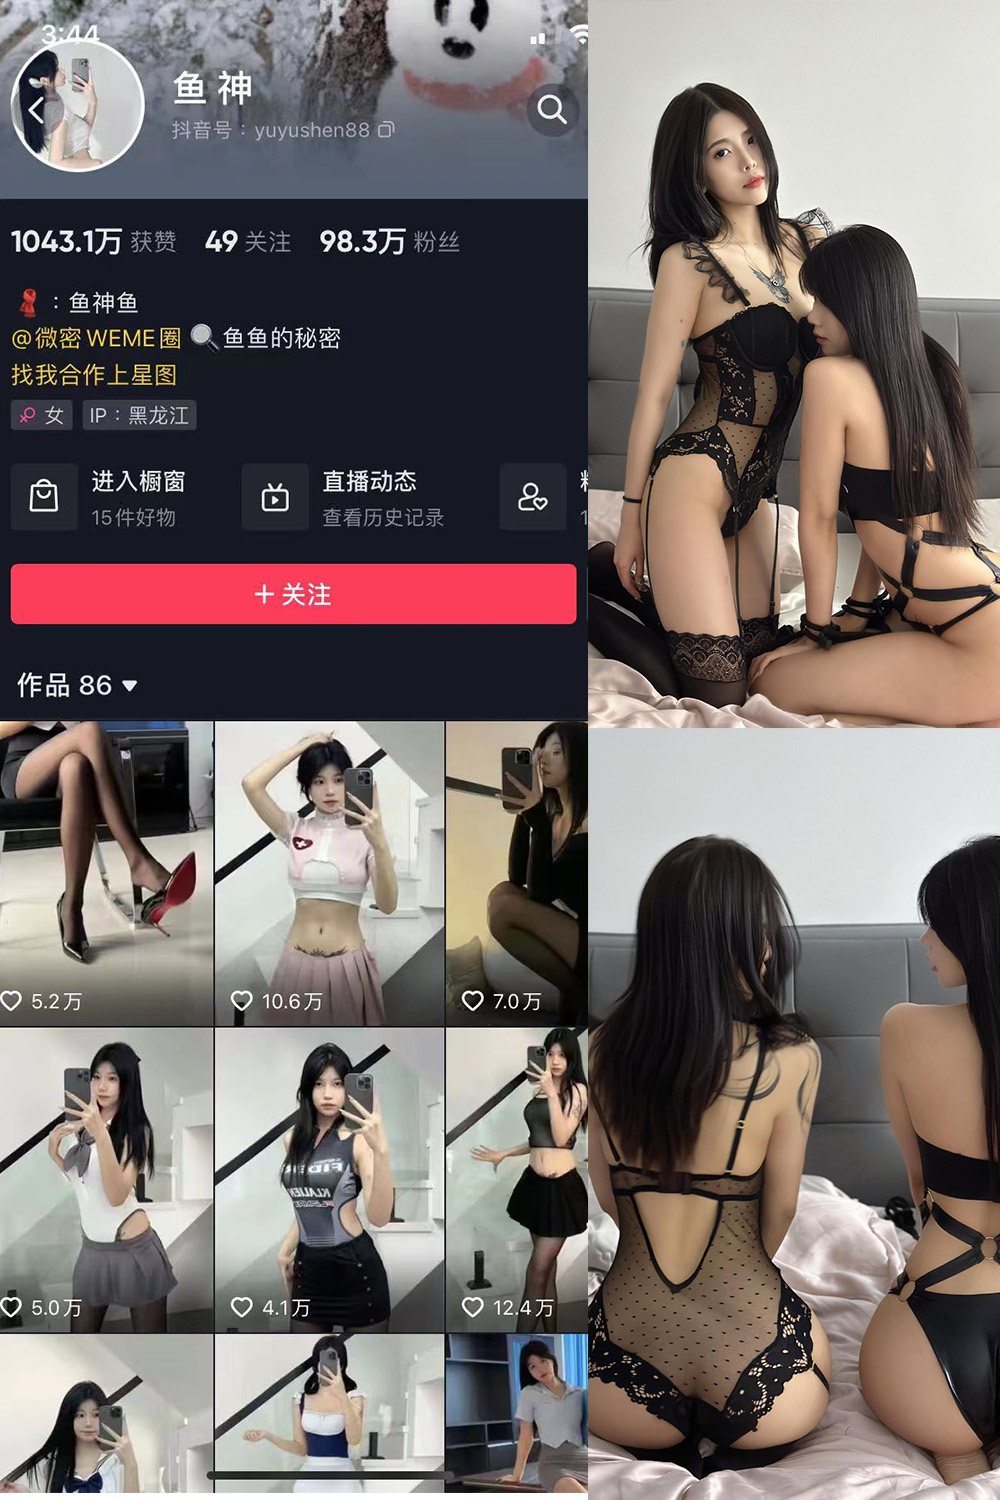 3:44
鱼 神
抖音号：yuyushen88
1043.1万 获赞 49 关注 98.3万 粉丝
：鱼神鱼
@微密 WEME圈 鱼鱼的秘密
找我合作上星图
女 IP：黑龙江
进入橱窗
15件好物
直播动态
查看历史记录
+ 关注
作品 86
5.2万
10.6万
7.0万
5.0万
4.1万
12.4万